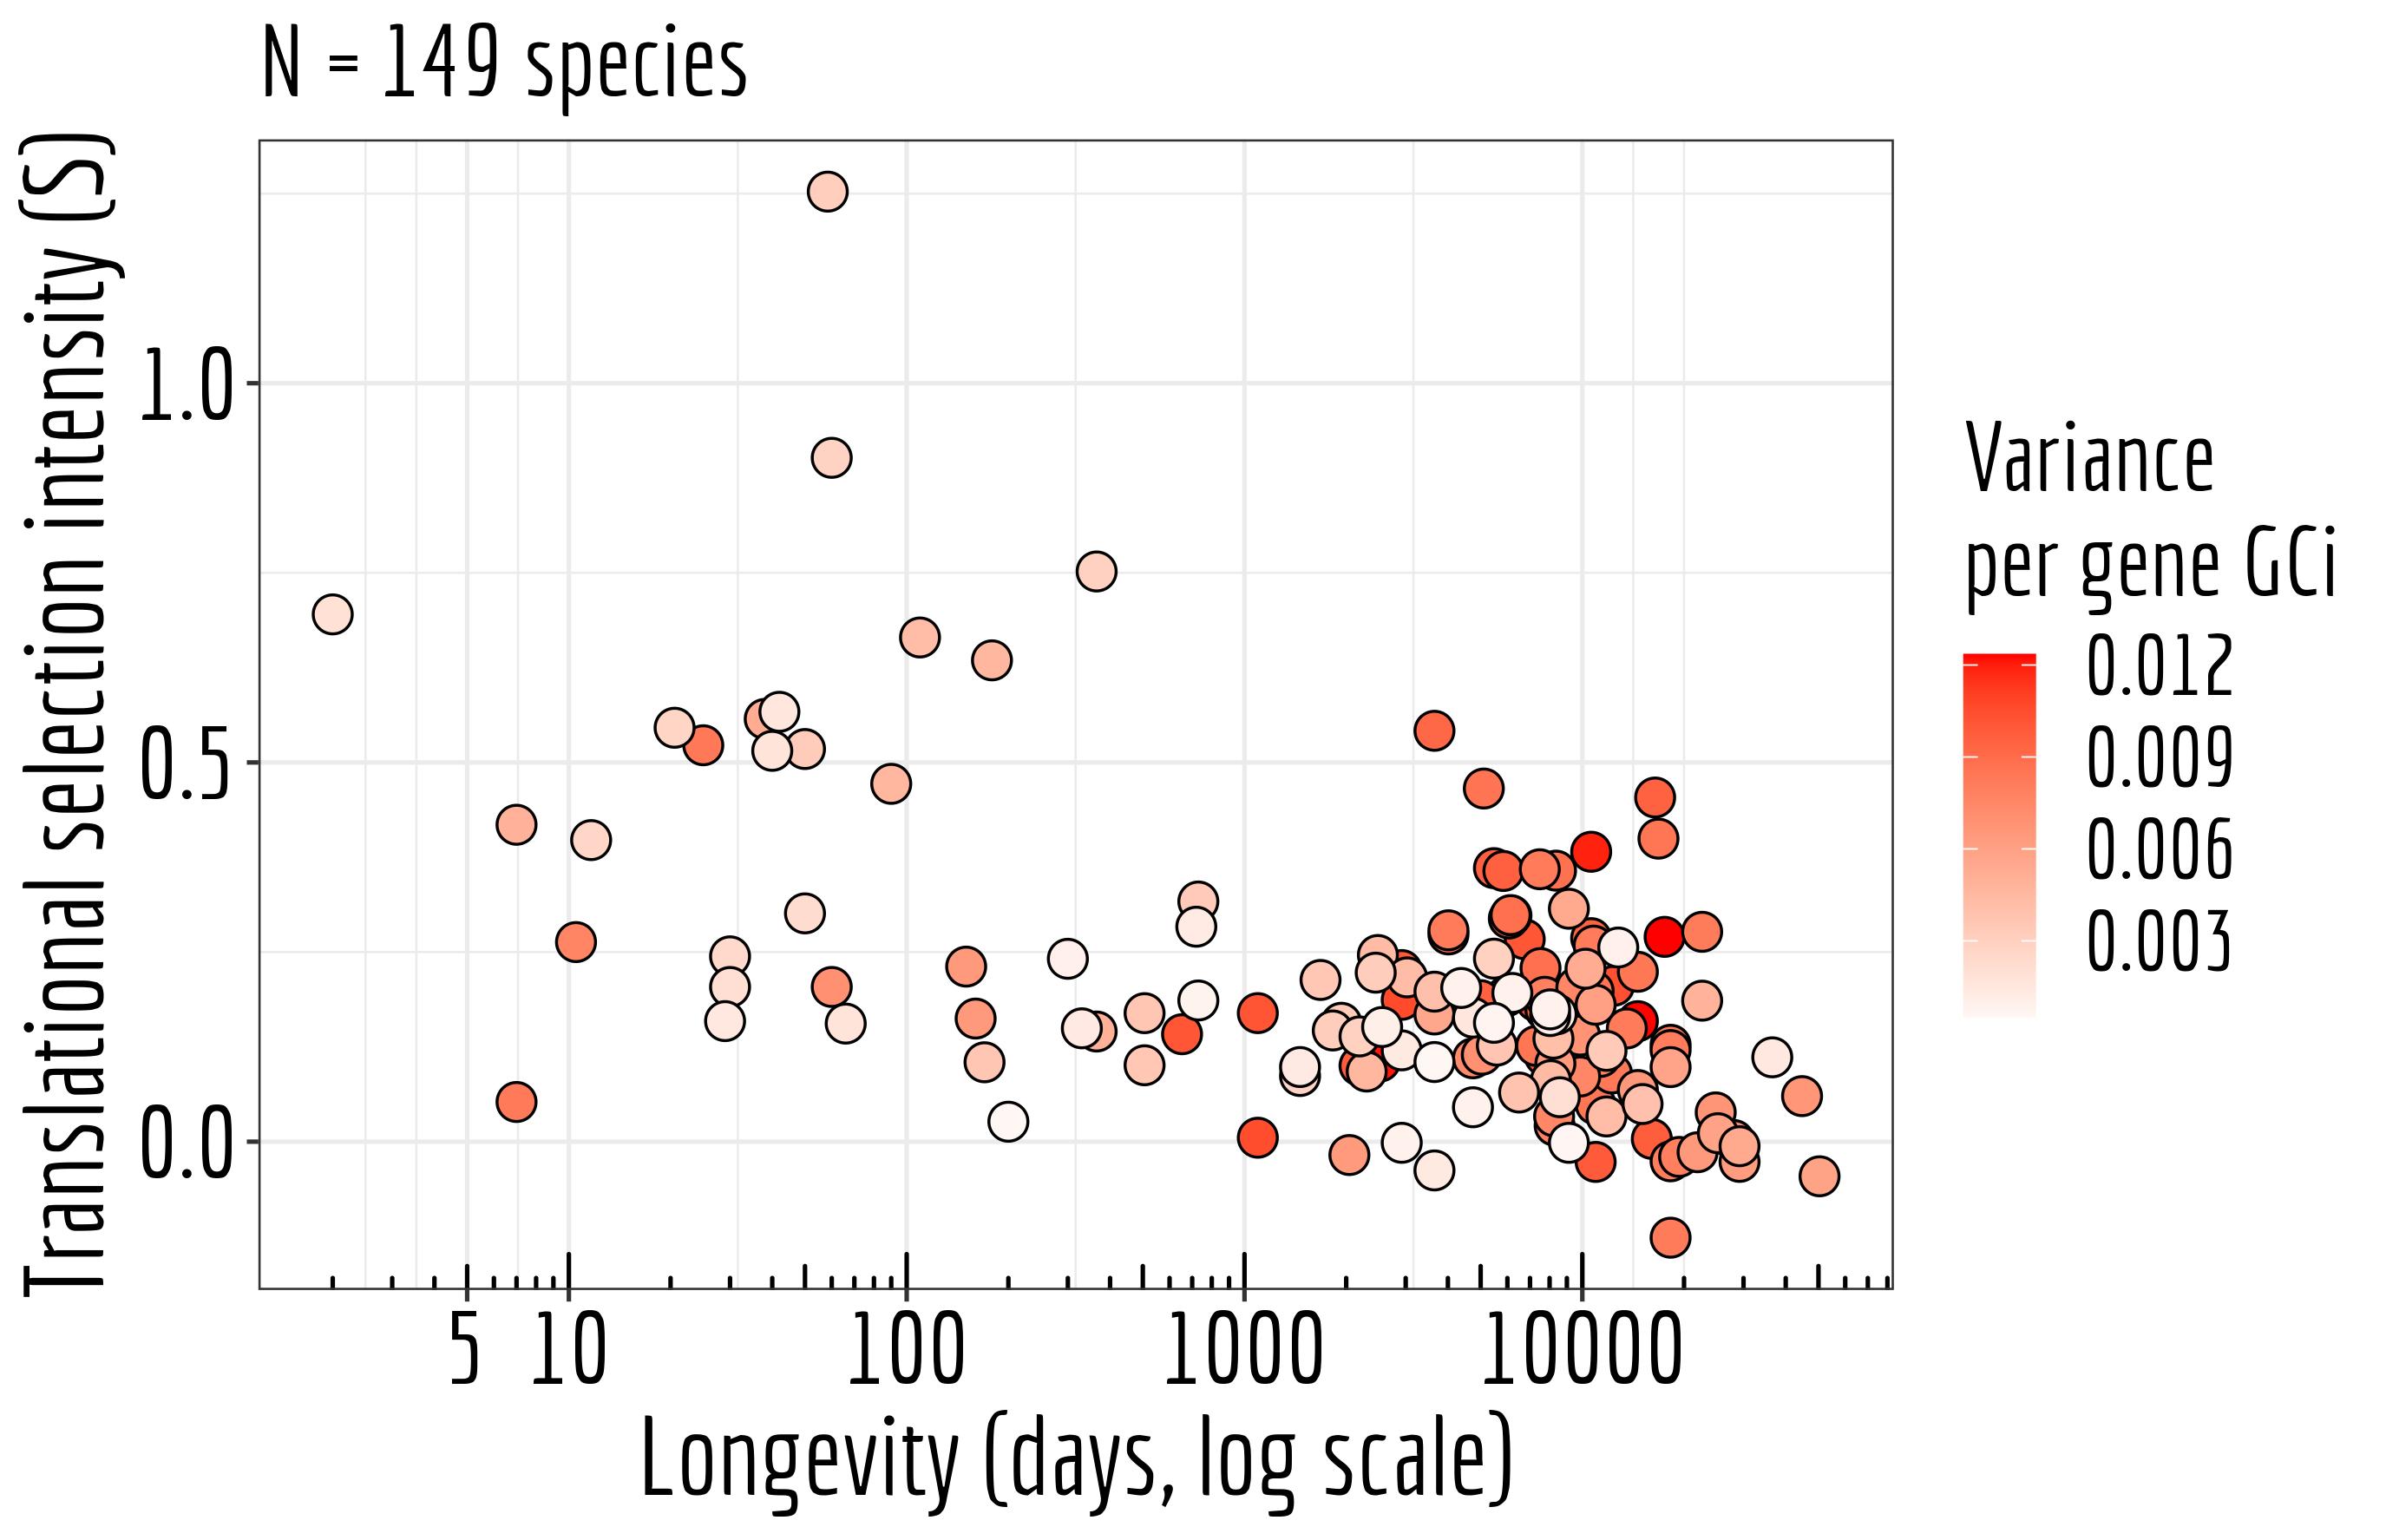 N = 149 species
Translational selection intensity (S)
1.0
0.5
0.0
5 10 100 1000 10000
Longevity (days, log scale)
Variance
per gene GCi
0.012
0.009
0.006
0.003